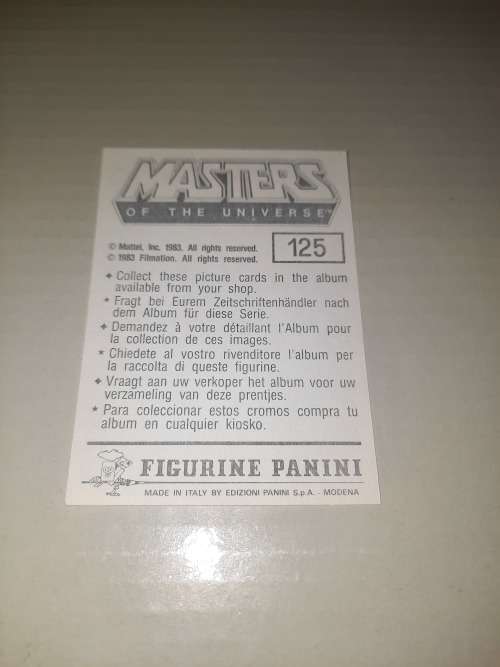 MASTERS
OF THE UNIVERSE™
© Mattel, Inc. 1983. All rights reserved.
© 1983 Filmation. All rights reserved.
125
✦ Collect these picture cards in the album
available from your shop.
★ Fragt bei Eurem Zeitschriftenhändler nach
dem Album für diese Serie.
✦ Demandez à votre détaillant l'Album pour
la collection de ces images.
★ Chiedete al vostro rivenditore l'album per
la raccolta di queste figurine.
✦ Vraagt aan uw verkoper het album voor uw
verzameling van deze prentjes.
★ Para coleccionar estos cromos compra tu
album en cualquier kiosko.
FIGURINE PANINI
MADE IN ITALY BY EDIZIONI PANINI S.p.A. - MODENA